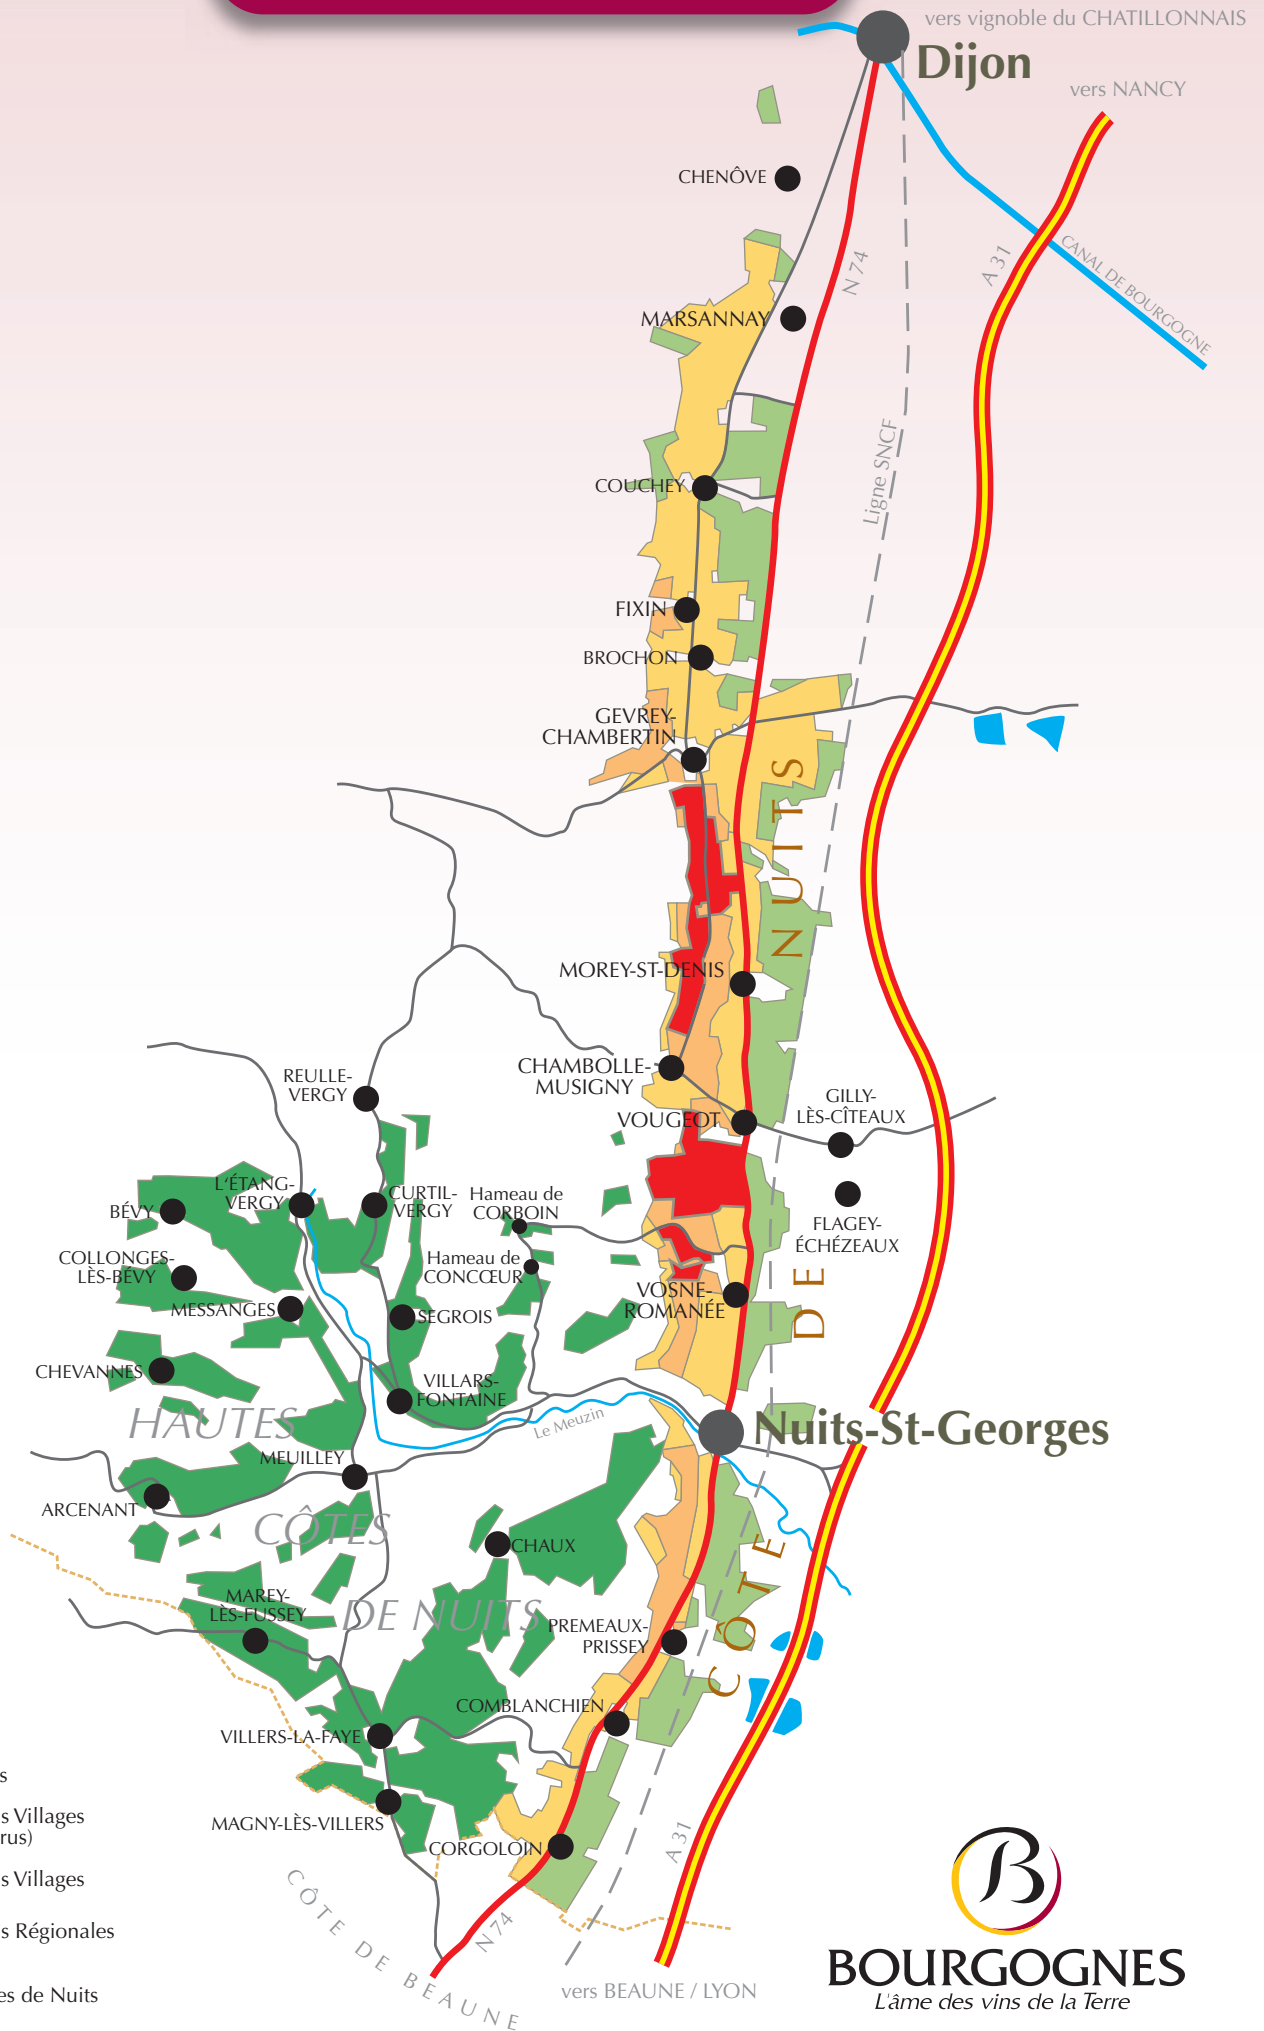 vers vignoble du CHATILLONNAIS
Dijon
vers NANCY
CHENÔVE
N 74
A 31
CANAL DE BOURGOGNE
MARSANNAY
Ligne SNCF
COUCHEY
FIXIN
BROCHON
GEVREY-
CHAMBERTIN
MOREY-ST-DENIS
CHAMBOLLE-
MUSIGNY
VOUGEOT
GILLY-
LÈS-CÎTEAUX
FLAGEY-
ÉCHÉZEAUX
VOSNE-
ROMANÉE
CÔTE DE NUITS
REULLE-
VERGY
L'ÉTANG-
VERGY
CURTIL-
VERGY
Hameau de
CORBOIN
Hameau de
CONCŒUR
BÉVY
COLLONGES-
LÈS-BÉVY
MESSANGES
SEGROIS
CHEVANNES
VILLARS-
FONTAINE
Le Meuzin
Nuits-St-Georges
HAUTES
CÔTES
DE NUITS
MEUILLEY
ARCENANT
CHAUX
MAREY-
LÈS-FUSSEY
PREMEAUX-
PRISSEY
COMBLANCHIEN
VILLERS-LA-FAYE
MAGNY-LÈS-VILLERS
CORGOLOIN
A 31
N 74
CÔTE DE BEAUNE
vers BEAUNE / LYON
s
s Villages
rus)
s Villages
s Régionales
es de Nuits
B
BOURGOGNES
L'âme des vins de la Terre